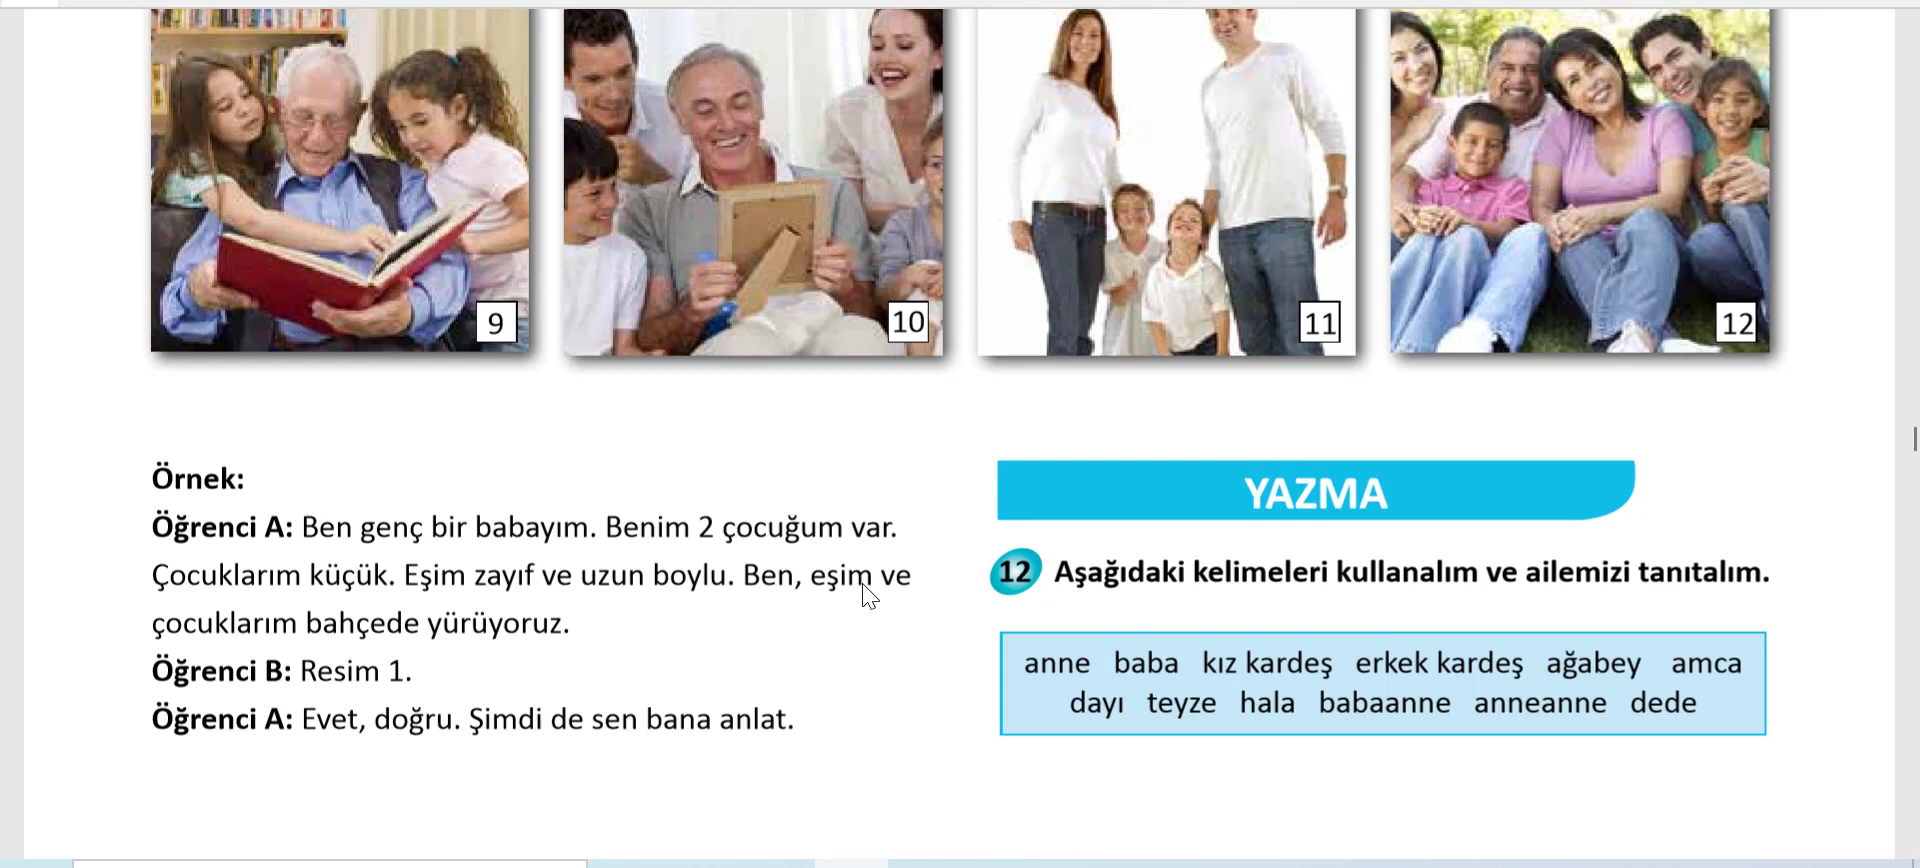 9
10
11
12
Örnek:
Öğrenci A: Ben genç bir babayım. Benim 2 çocuğum var.
Çocuklarım küçük. Eşim zayıf ve uzun boylu. Ben, eşim ve
çocuklarım bahçede yürüyoruz.
Öğrenci B: Resim 1.
Öğrenci A: Evet, doğru. Şimdi de sen bana anlat.
YAZMA
12 Aşağıdaki kelimeleri kullanalım ve ailemizi tanıtalım.
anne baba kız kardeş erkek kardeş ağabey amca
dayı teyze hala babaanne anneanne dede